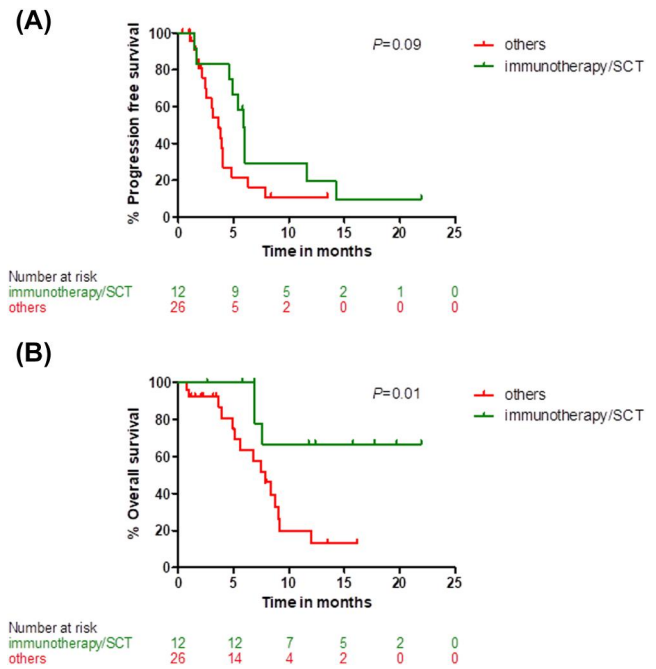 (A)
P=0.09
others
immunotherapy/SCT
% Progression free survival
100
80
60
40
20
0
0 5 10 15 20 25
Time in months
Number at risk
immunotherapy/SCT 12 9 5 2 1 0
others 26 5 2 0 0 0
(B)
P=0.01
others
immunotherapy/SCT
% Overall survival
100
80
60
40
20
0
0 5 10 15 20 25
Time in months
Number at risk
immunotherapy/SCT 12 12 7 5 2 0
others 26 14 4 2 0 0